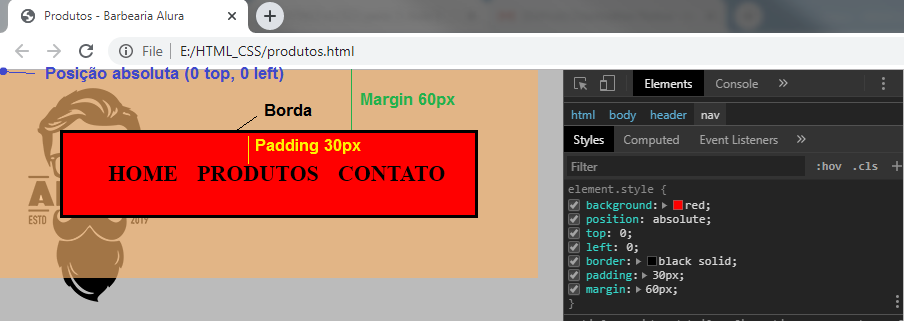 Produtos - Barbearia Alura
File
E:/HTML_CSS/produtos.html
Posição absoluta (0 top, 0 left)
Margin 60px
Borda
Padding 30px
HOME PRODUTOS CONTATO
ESTD
2019
Elements Console »
html body header nav
Styles Computed Event Listeners »
Filter :hov .cls
element.style {
background: red;
position: absolute;
top: 0;
left: 0;
border: black solid;
padding: 30px;
margin: 60px;
}